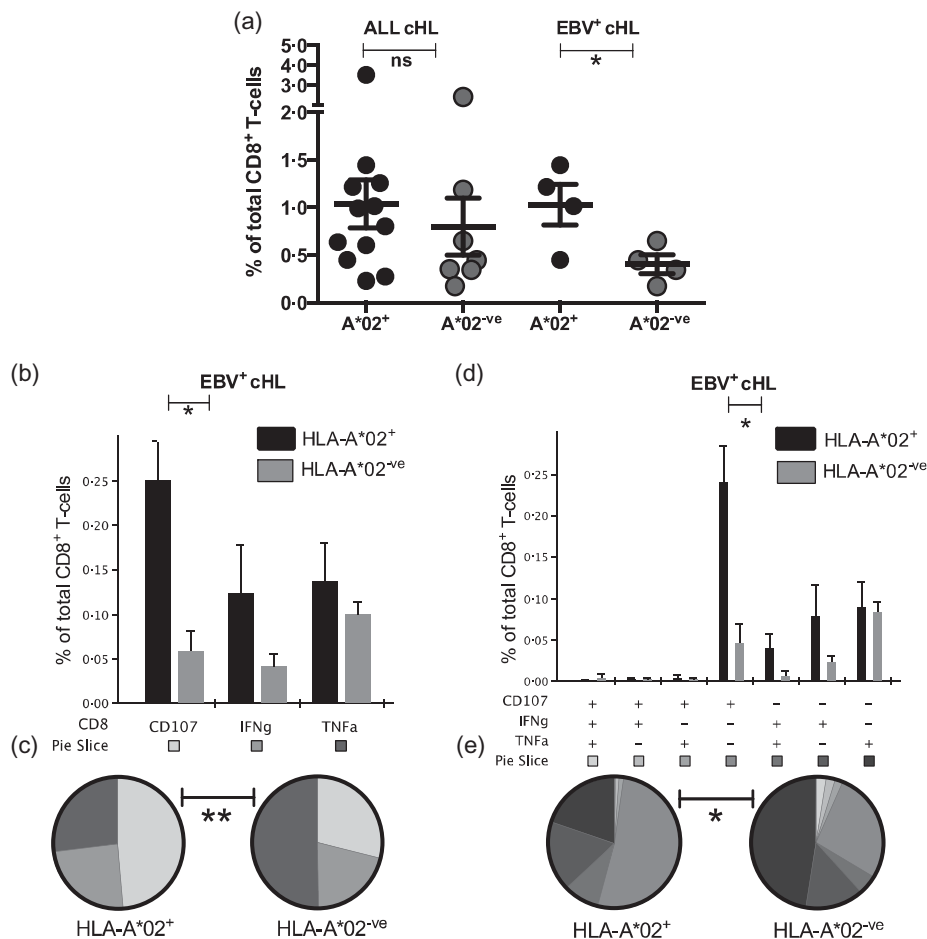 (a)
ALL cHL
EBV⁺ cHL
ns
*
% of total CD8⁺ T-cells
5·0
4·0
3·0
2·0
1·5
1·0
0·5
0·0
A*02⁺
A*02⁻ᵛᵉ
A*02⁺
A*02⁻ᵛᵉ
(b)
EBV⁺ cHL
*
HLA-A*02⁺
HLA-A*02⁻ᵛᵉ
% of total CD8⁺ T-cells
0·25
0·20
0·15
0·10
0·05
0·00
CD8 CD107 IFNg TNFa
Pie Slice
(c)
**
HLA-A*02⁺
HLA-A*02⁻ᵛᵉ
(d)
EBV⁺ cHL
*
HLA-A*02⁺
HLA-A*02⁻ᵛᵉ
% of total CD8⁺ T-cells
0·25
0·20
0·15
0·10
0·05
0·00
CD107 + + + + – – –
IFNg + + – – + + –
TNFa + – + – + – +
Pie Slice
(e)
*
HLA-A*02⁺
HLA-A*02⁻ᵛᵉ